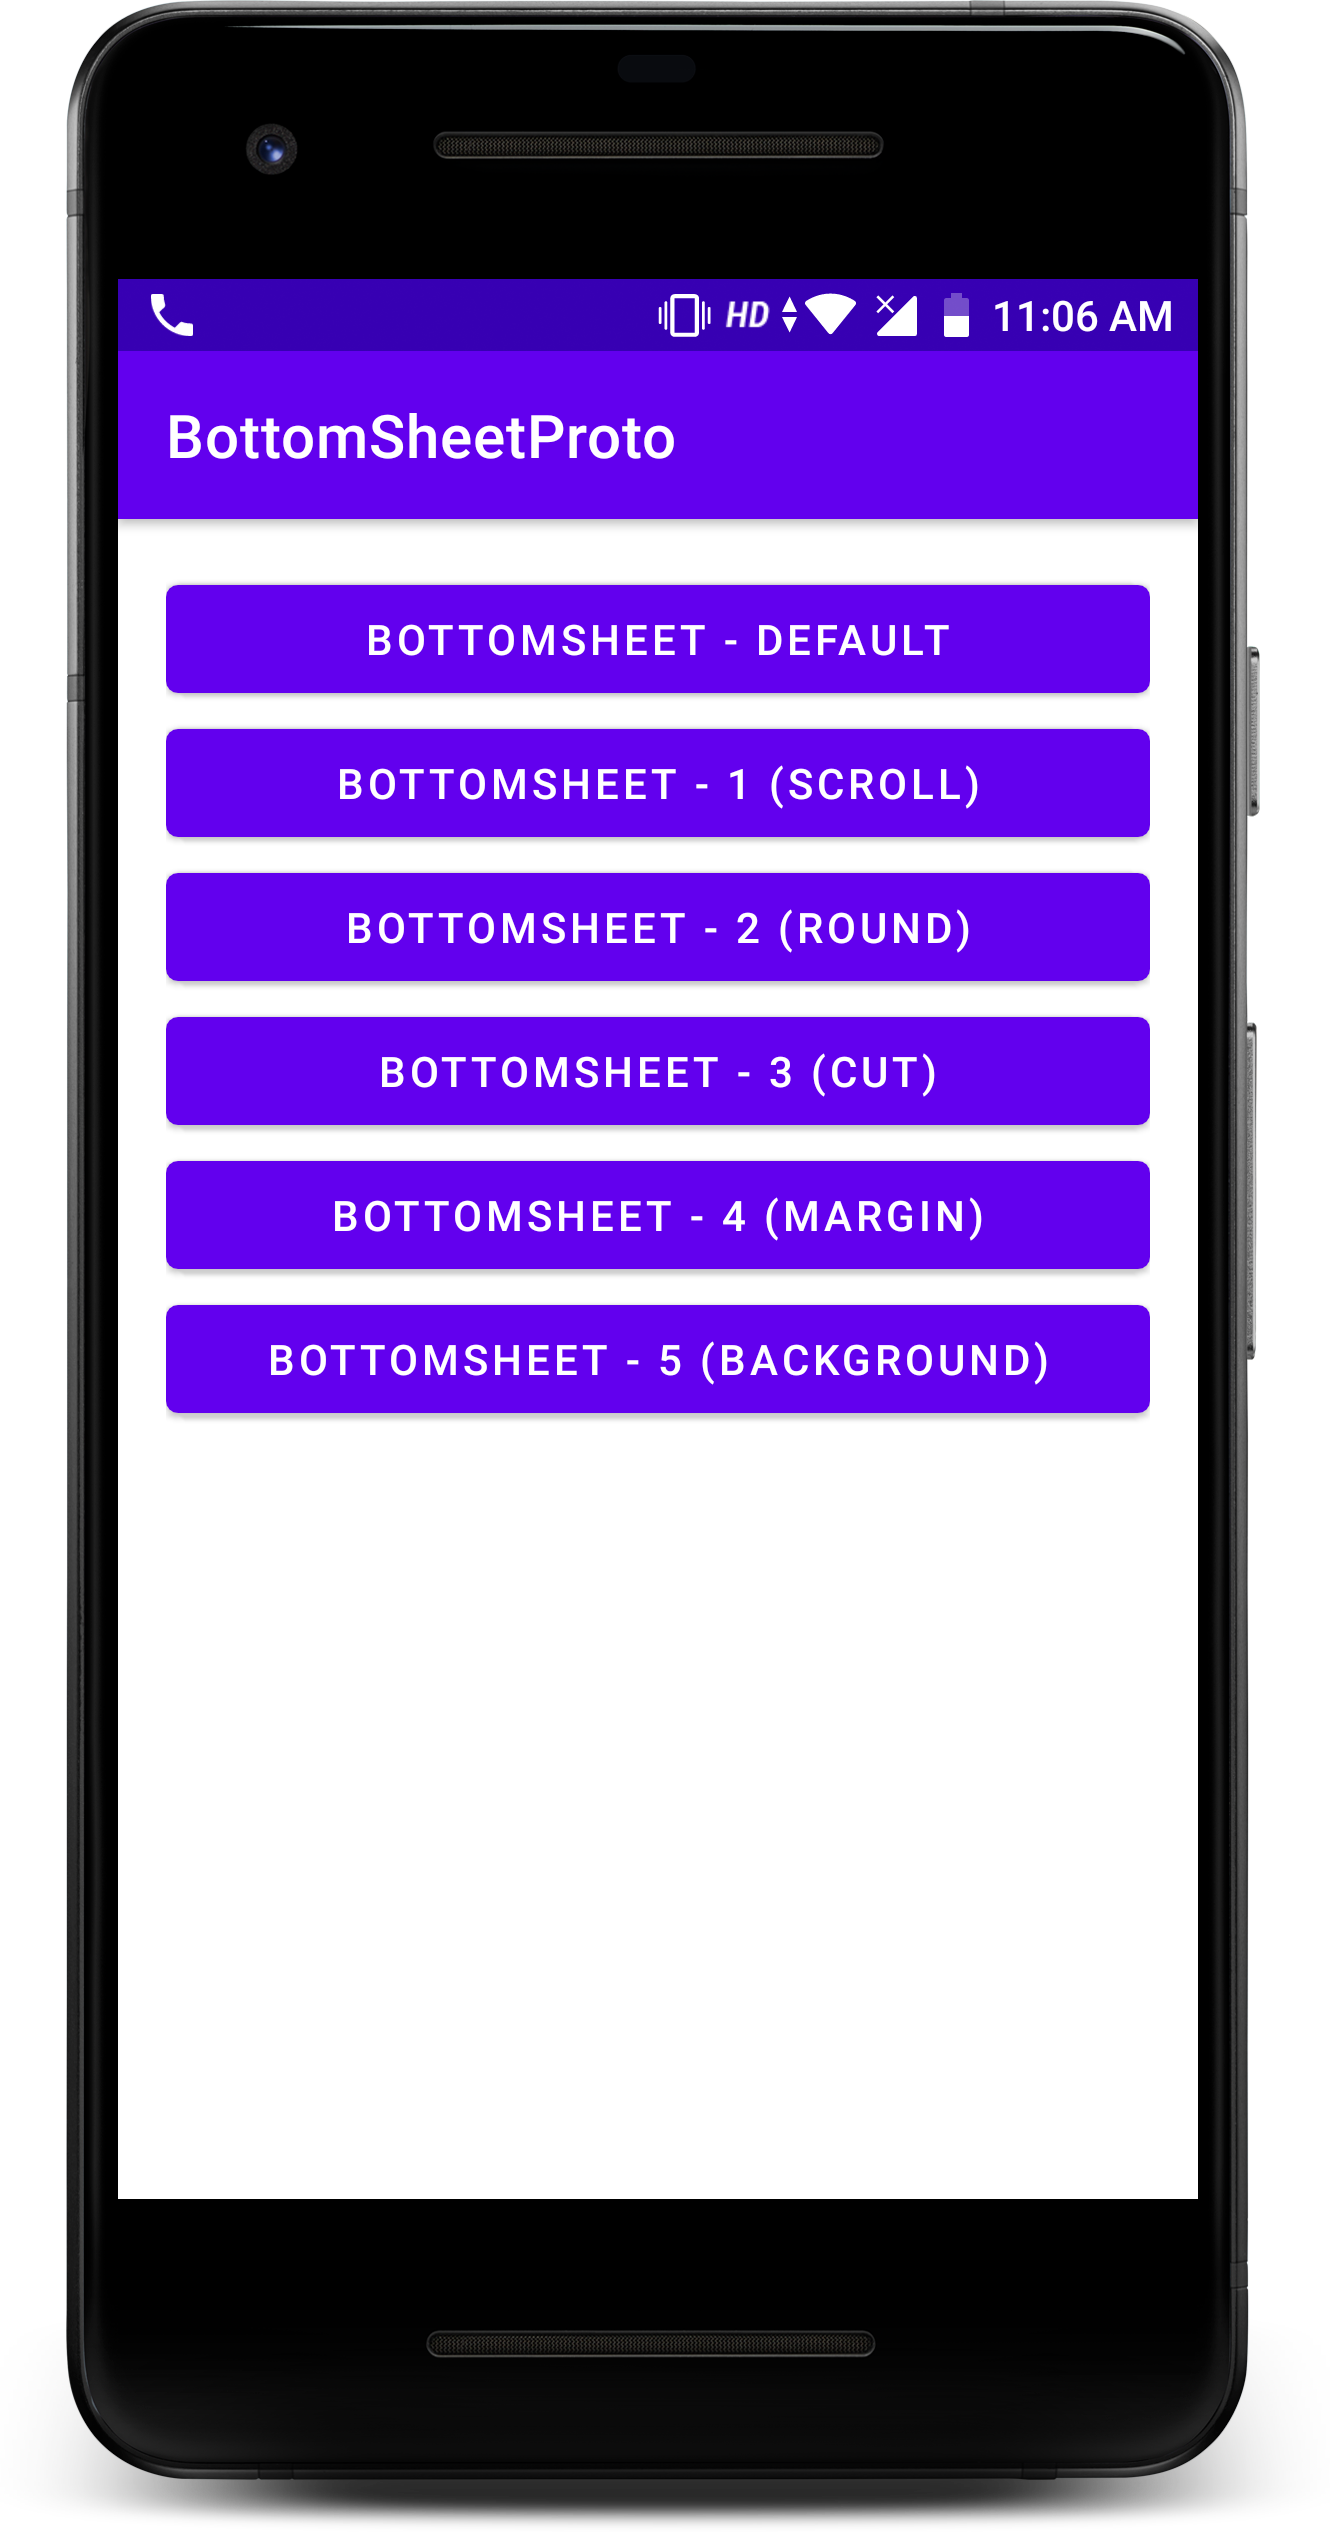 HD 11:06 AM
BottomSheetProto
BOTTOMSHEET - DEFAULT
BOTTOMSHEET - 1 (SCROLL)
BOTTOMSHEET - 2 (ROUND)
BOTTOMSHEET - 3 (CUT)
BOTTOMSHEET - 4 (MARGIN)
BOTTOMSHEET - 5 (BACKGROUND)